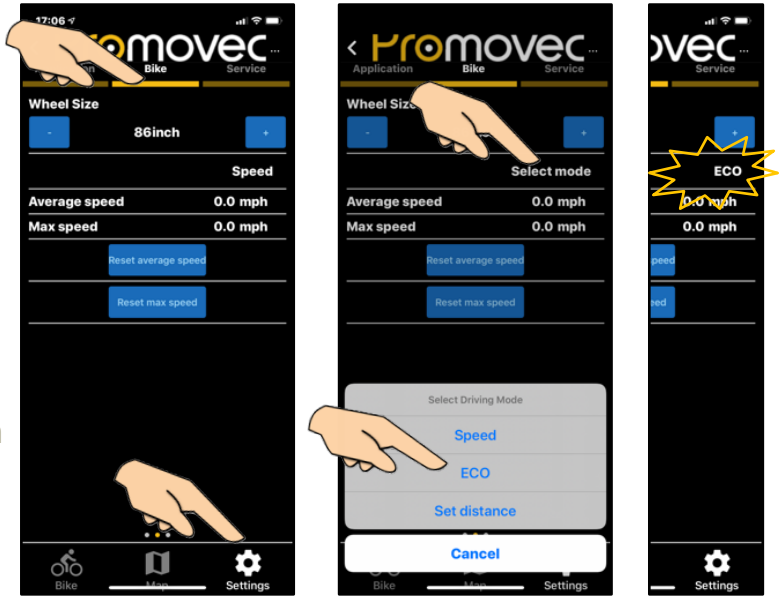 17:06
Promovec ...
Bike
Service
Wheel Size
-
86inch
+
Speed
Average speed
0.0 mph
Max speed
0.0 mph
Reset average speed
Reset max speed
Bike
Map
Settings
< Promovec ...
Application
Bike
Service
Wheel Size
-
+
Select mode
Average speed
0.0 mph
Max speed
0.0 mph
Reset average speed
Reset max speed
Select Driving Mode
Speed
ECO
Set distance
Cancel
Bike
Map
Settings
ovec ...
Service
+
ECO
0.0 mph
0.0 mph
peed
eed
Settings